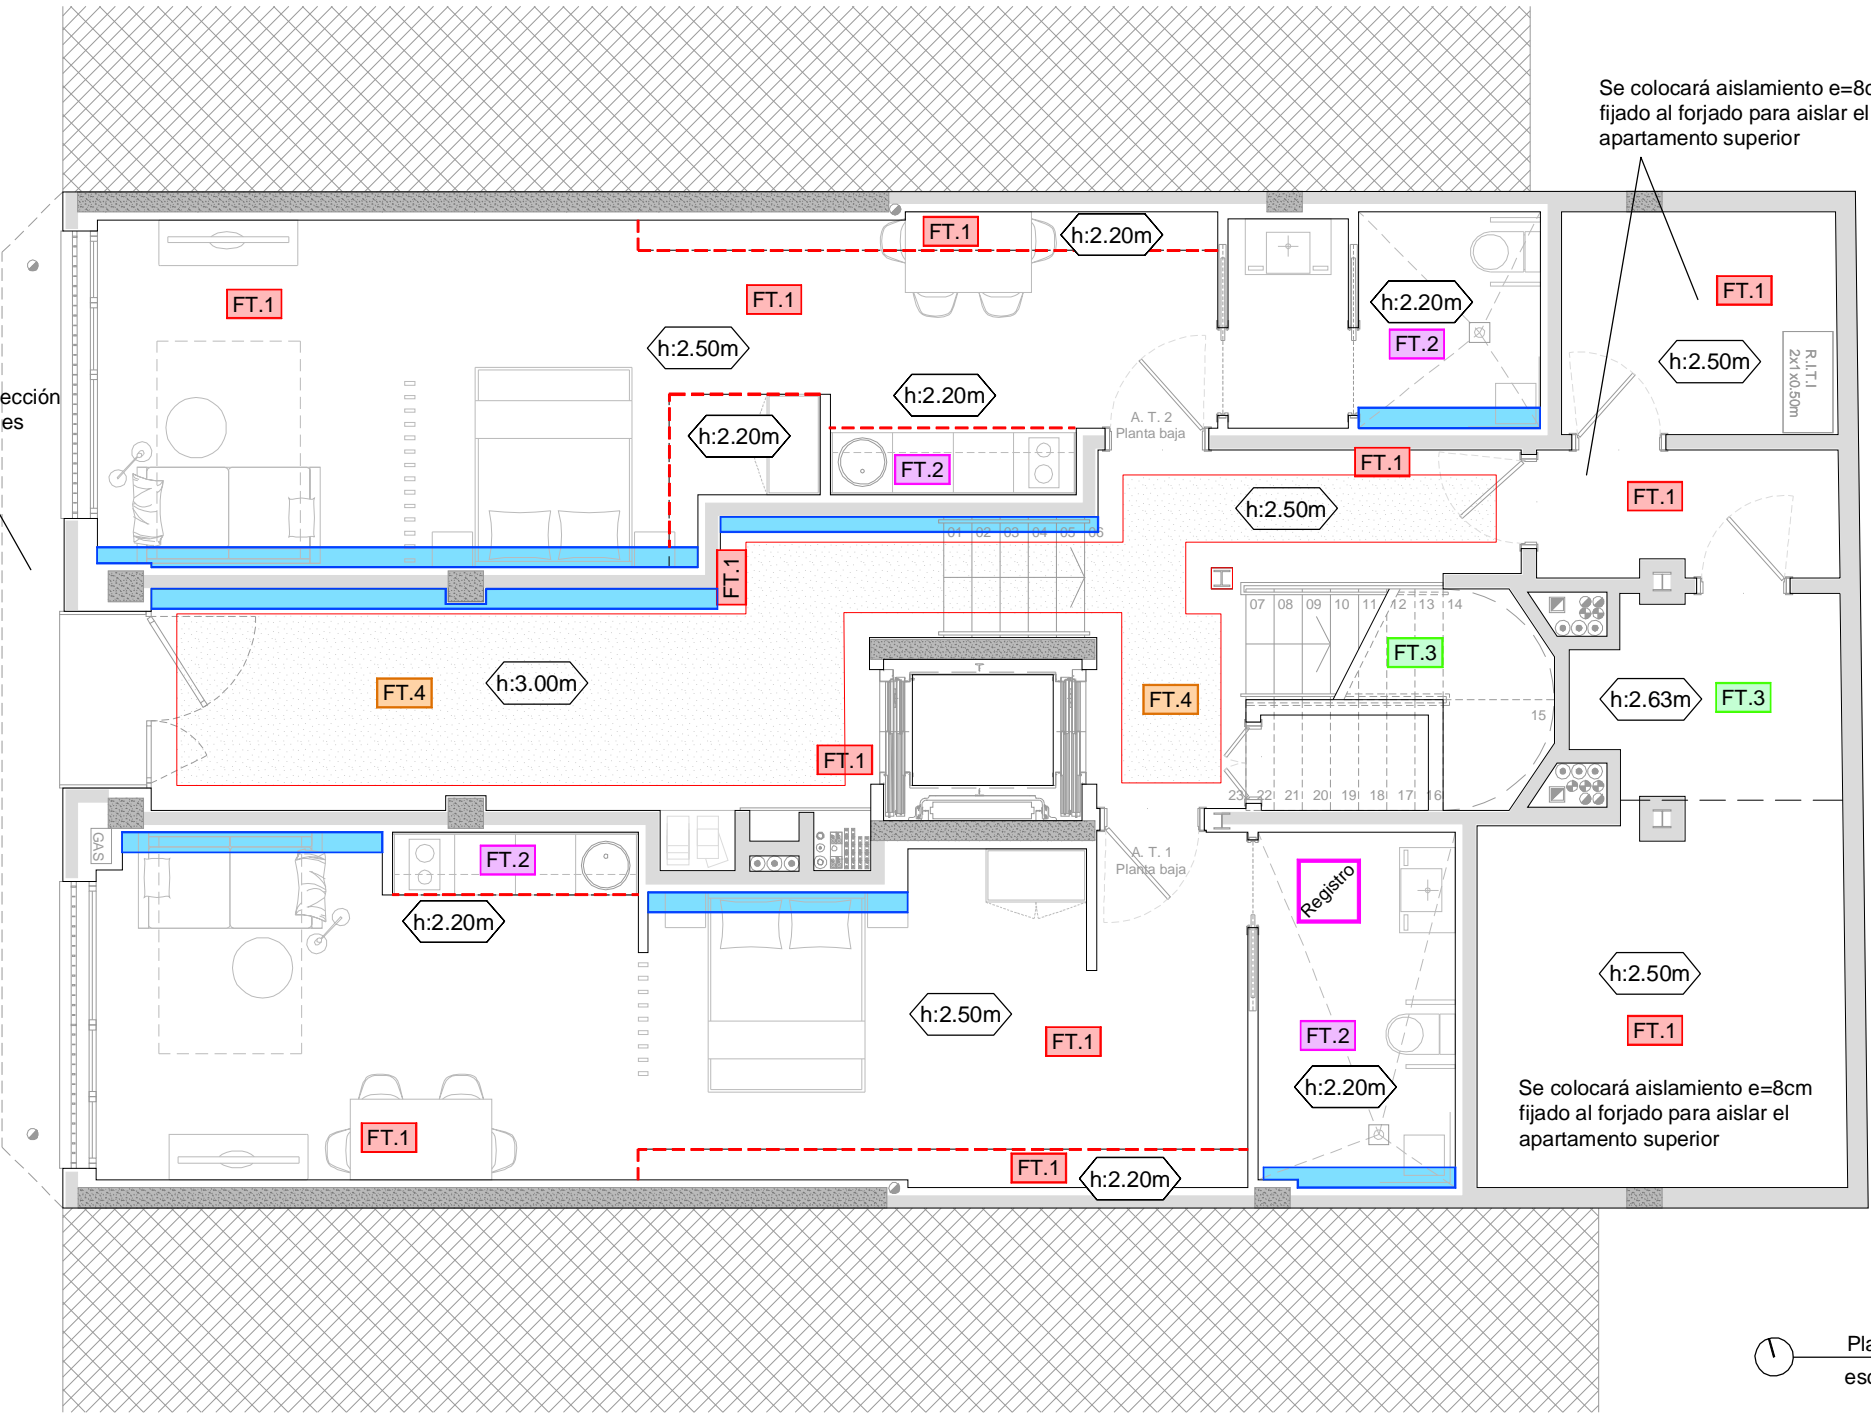 Se colocará aislamiento e=8c
fijado al forjado para aislar el
apartamento superior
FT.1
h:2.20m
FT.1
FT.1
h:2.50m
h:2.20m
FT.2
FT.1
h:2.50m
R.I.T.I
2x1x0.50m
ección
es
h:2.20m
h:2.20m
FT.2
A. T. 2
Planta baja
FT.1
h:2.50m
FT.1
01 02 03 04 05 06
FT.1
07 08 09 10 11 12 13 14
FT.3
h:3.00m
FT.4
FT.4
h:2.63m
FT.3
15
FT.1
23 22 21 20 19 18 17 16
GAS
FT.2
h:2.20m
A. T. 1
Planta baja
Registro
h:2.50m
FT.1
FT.2
h:2.20m
h:2.50m
FT.1
Se colocará aislamiento e=8cm
fijado al forjado para aislar el
apartamento superior
FT.1
FT.1
h:2.20m
Pla
esc